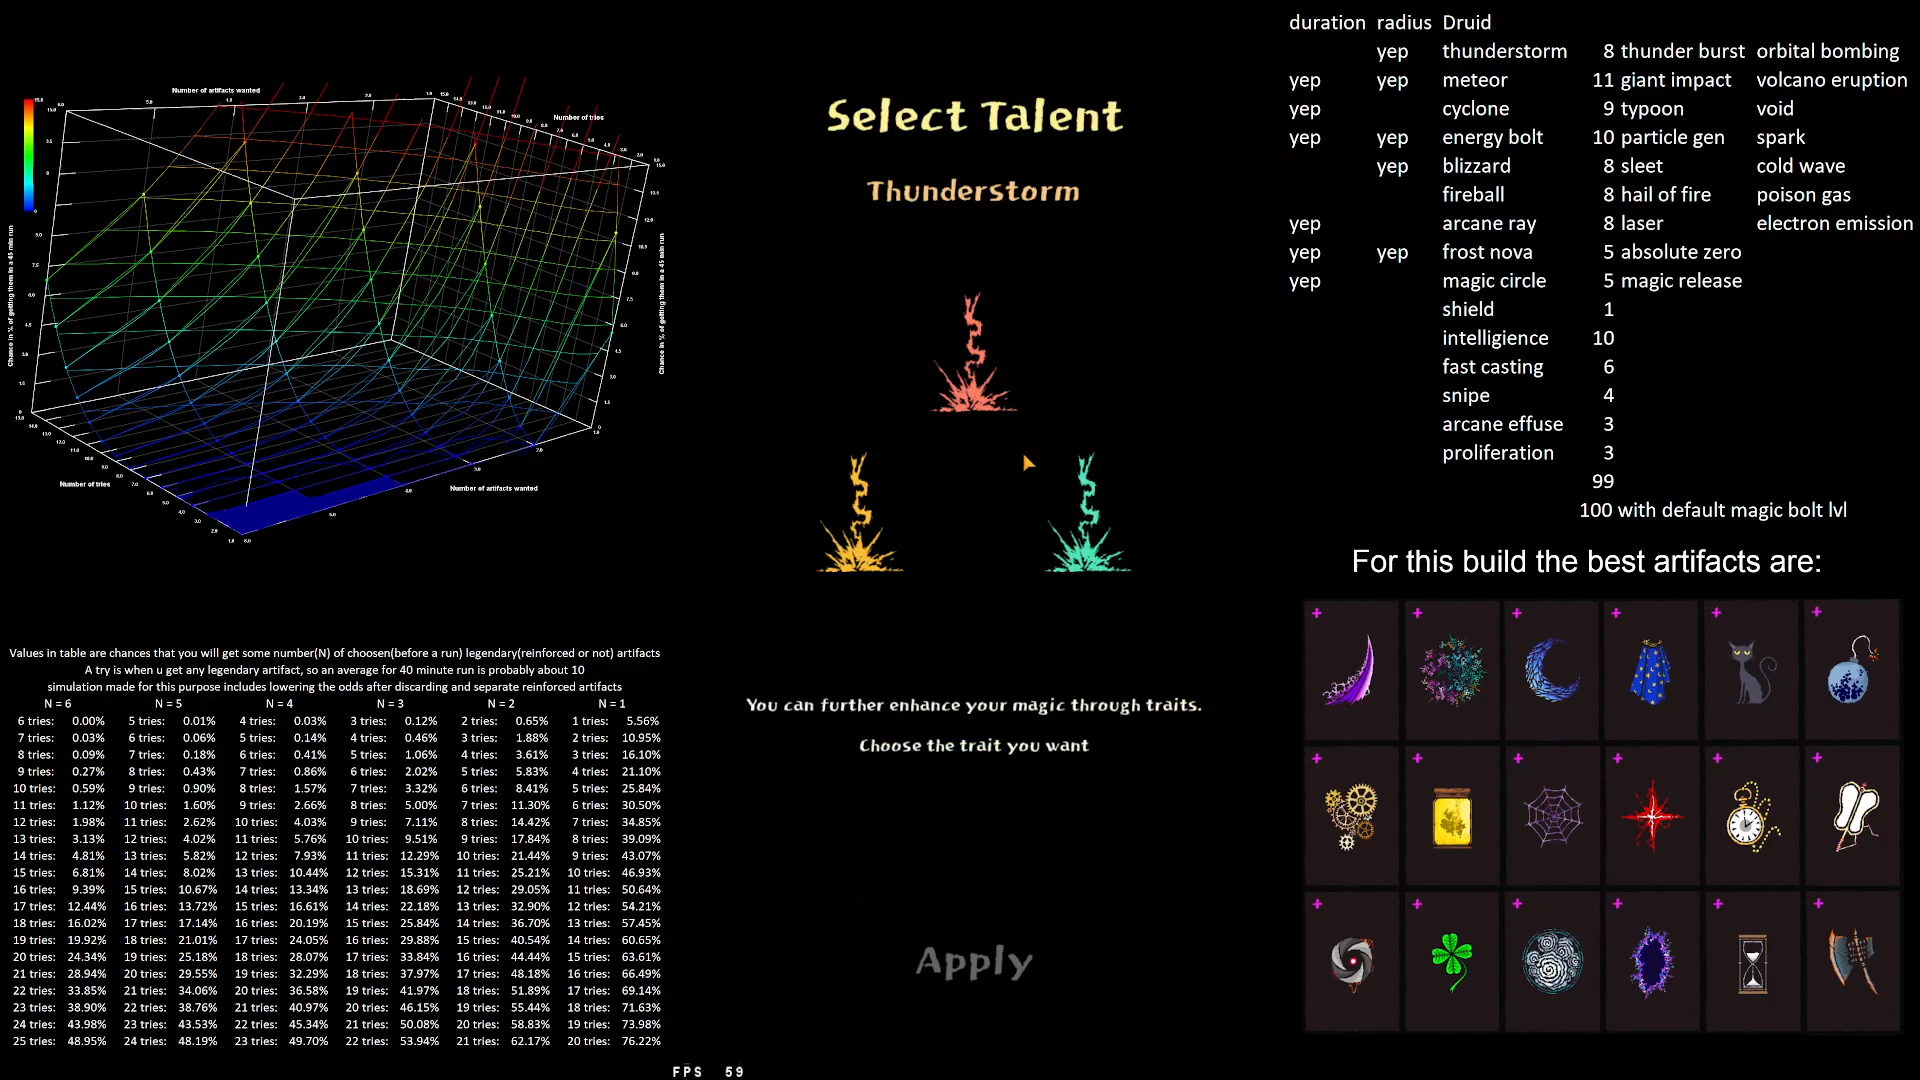 Number of artifacts wanted
Number of tries
Chance in % of getting them in a 45 min run
Chance in % of getting them in a 45 min run
Number of tries
Number of artifacts wanted
Values in table are chances that you will get some number(N) of choosen(before a run) legendary(reinforced or not) artifacts
A try is when u get any legendary artifact, so an average for 40 minute run is probably about 10
simulation made for this purpose includes lowering the odds after discarding and separate reinforced artifacts
N = 6 N = 5 N = 4 N = 3 N = 2 N = 1
6 tries: 0.00% 5 tries: 0.01% 4 tries: 0.03% 3 tries: 0.12% 2 tries: 0.65% 1 tries: 5.56%
7 tries: 0.03% 6 tries: 0.06% 5 tries: 0.14% 4 tries: 0.46% 3 tries: 1.88% 2 tries: 10.95%
8 tries: 0.09% 7 tries: 0.18% 6 tries: 0.41% 5 tries: 1.06% 4 tries: 3.61% 3 tries: 16.10%
9 tries: 0.27% 8 tries: 0.43% 7 tries: 0.86% 6 tries: 2.02% 5 tries: 5.83% 4 tries: 21.10%
10 tries: 0.59% 9 tries: 0.90% 8 tries: 1.57% 7 tries: 3.32% 6 tries: 8.41% 5 tries: 25.84%
11 tries: 1.12% 10 tries: 1.60% 9 tries: 2.66% 8 tries: 5.00% 7 tries: 11.30% 6 tries: 30.50%
12 tries: 1.98% 11 tries: 2.62% 10 tries: 4.03% 9 tries: 7.11% 8 tries: 14.42% 7 tries: 34.85%
13 tries: 3.13% 12 tries: 4.02% 11 tries: 5.76% 10 tries: 9.51% 9 tries: 17.84% 8 tries: 39.09%
14 tries: 4.81% 13 tries: 5.82% 12 tries: 7.93% 11 tries: 12.29% 10 tries: 21.44% 9 tries: 43.07%
15 tries: 6.81% 14 tries: 8.02% 13 tries: 10.44% 12 tries: 15.31% 11 tries: 25.21% 10 tries: 46.93%
16 tries: 9.39% 15 tries: 10.67% 14 tries: 13.34% 13 tries: 18.69% 12 tries: 29.05% 11 tries: 50.64%
17 tries: 12.44% 16 tries: 13.72% 15 tries: 16.61% 14 tries: 22.18% 13 tries: 32.90% 12 tries: 54.21%
18 tries: 16.02% 17 tries: 17.14% 16 tries: 20.19% 15 tries: 25.84% 14 tries: 36.70% 13 tries: 57.45%
19 tries: 19.92% 18 tries: 21.01% 17 tries: 24.05% 16 tries: 29.88% 15 tries: 40.54% 14 tries: 60.65%
20 tries: 24.34% 19 tries: 25.18% 18 tries: 28.07% 17 tries: 33.84% 16 tries: 44.44% 15 tries: 63.61%
21 tries: 28.94% 20 tries: 29.55% 19 tries: 32.29% 18 tries: 37.97% 17 tries: 48.18% 16 tries: 66.49%
22 tries: 33.85% 21 tries: 34.06% 20 tries: 36.58% 19 tries: 41.97% 18 tries: 51.89% 17 tries: 69.14%
23 tries: 38.90% 22 tries: 38.76% 21 tries: 40.97% 20 tries: 46.15% 19 tries: 55.44% 18 tries: 71.63%
24 tries: 43.98% 23 tries: 43.53% 22 tries: 45.34% 21 tries: 50.08% 20 tries: 58.83% 19 tries: 73.98%
25 tries: 48.95% 24 tries: 48.19% 23 tries: 49.70% 22 tries: 53.94% 21 tries: 62.17% 20 tries: 76.22%
Select Talent
Thunderstorm
You can further enhance your magic through traits.
Choose the trait you want
Apply
FPS 59
duration radius Druid
yep thunderstorm 8 thunder burst orbital bombing
yep yep meteor 11 giant impact volcano eruption
yep cyclone 9 typoon void
yep yep energy bolt 10 particle gen spark
yep blizzard 8 sleet cold wave
fireball 8 hail of fire poison gas
yep arcane ray 8 laser electron emission
yep yep frost nova 5 absolute zero
yep magic circle 5 magic release
shield 1
intelligience 10
fast casting 6
snipe 4
arcane effuse 3
proliferation 3
99
100 with default magic bolt lvl
For this build the best artifacts are: